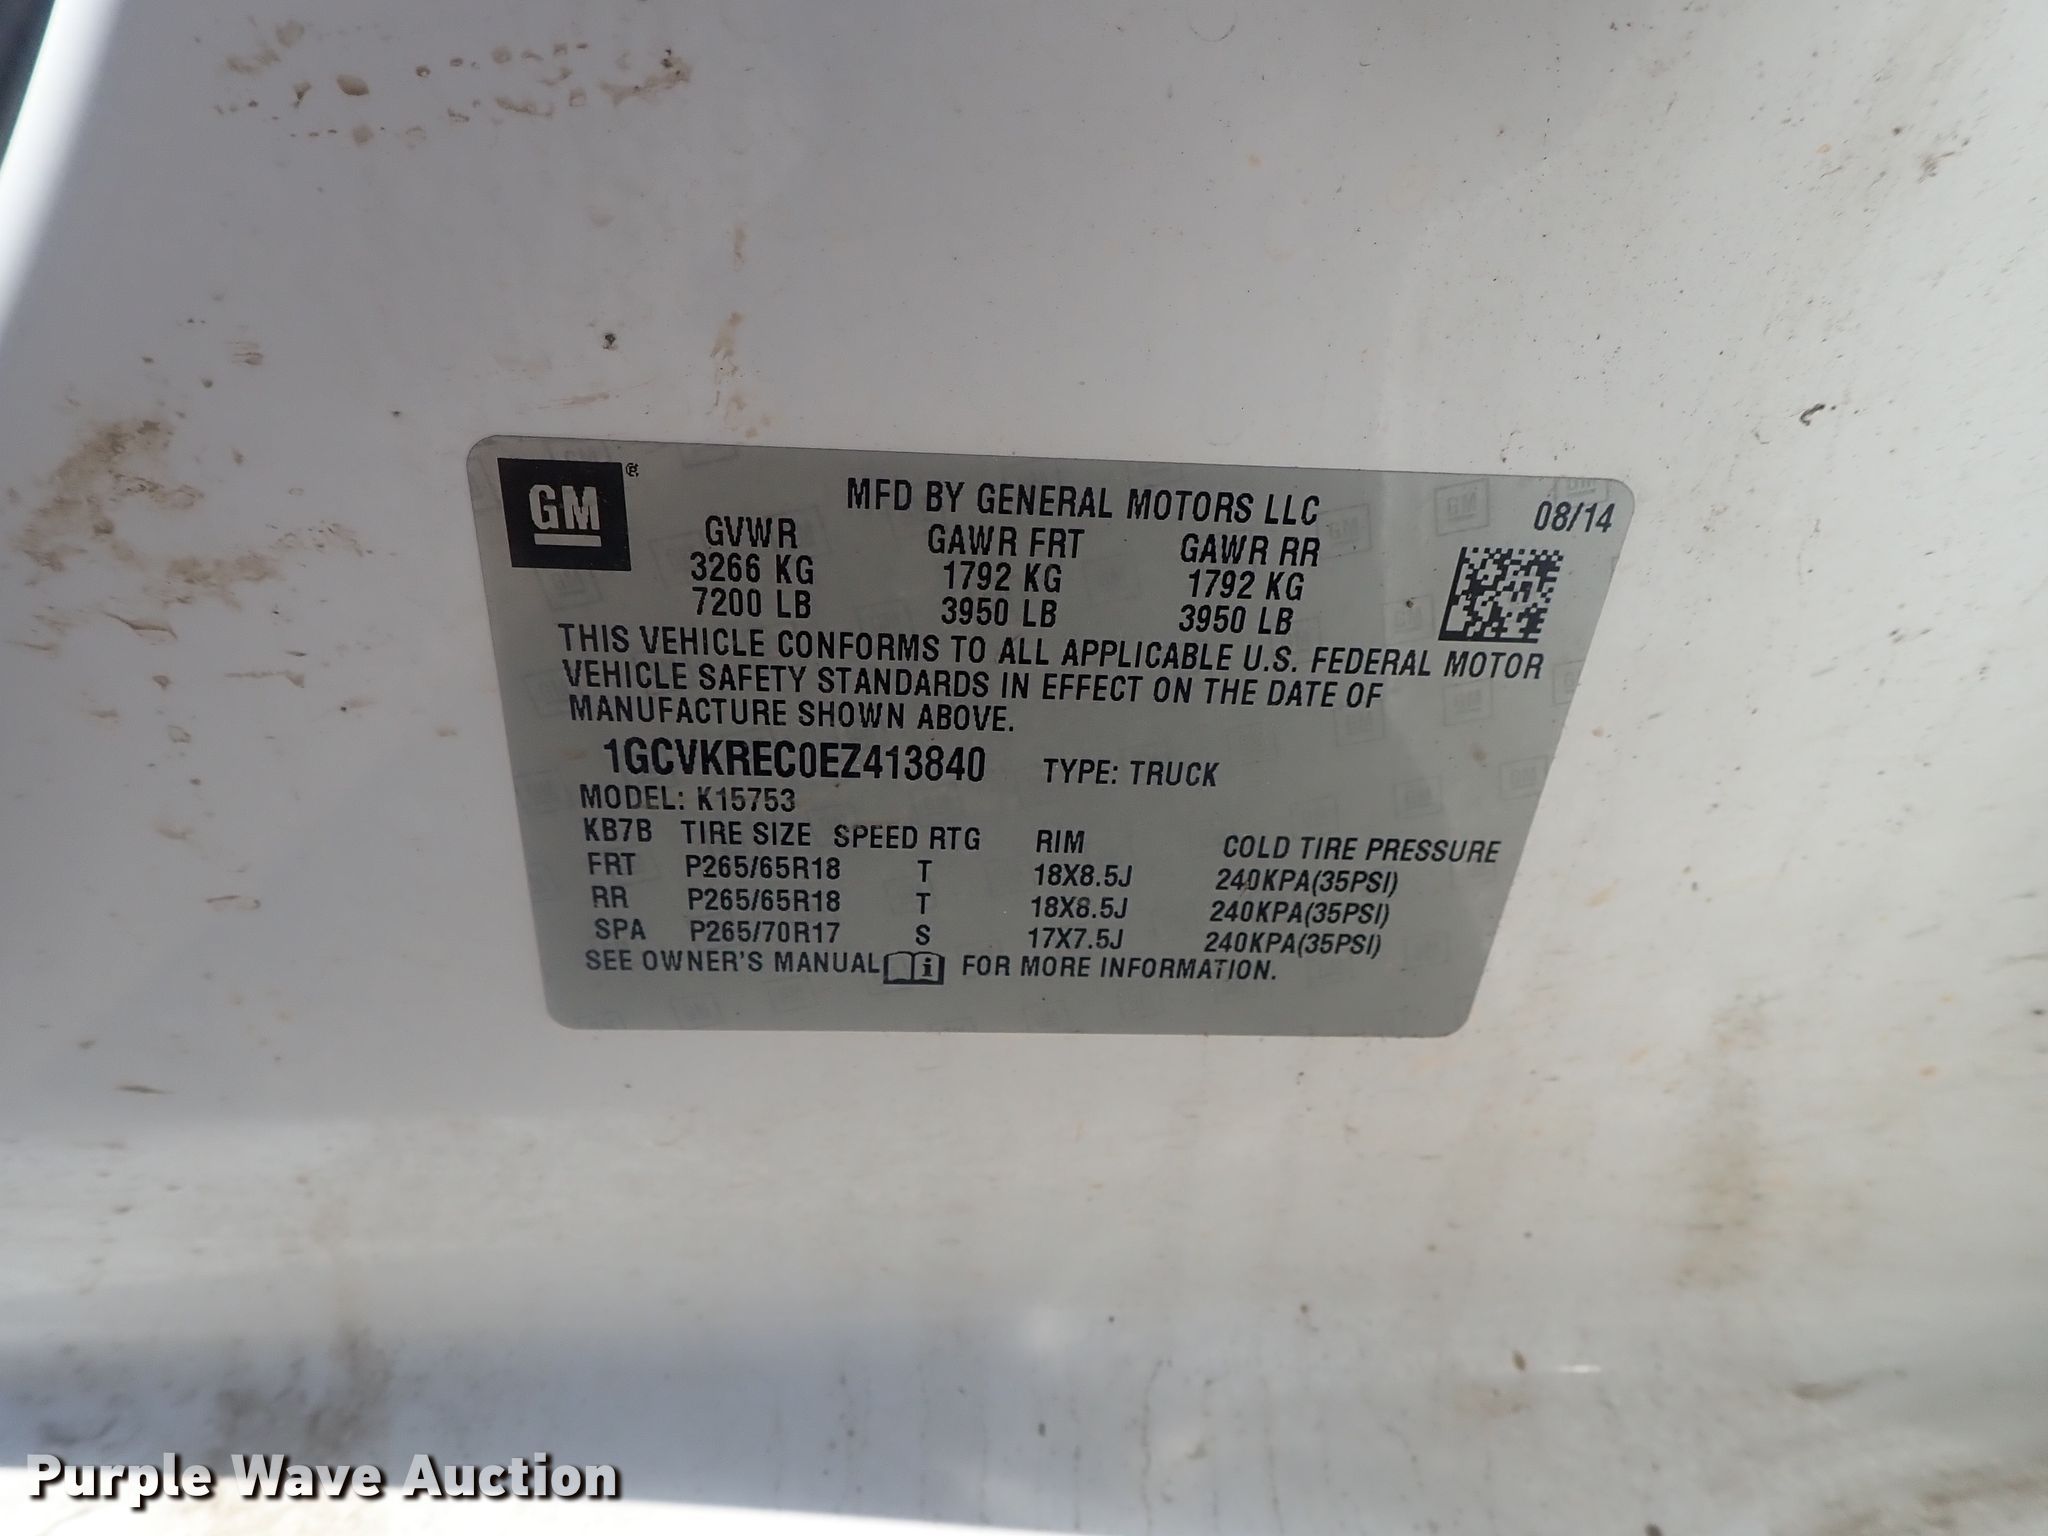 GM ®
MFD BY GENERAL MOTORS LLC 08/14
GVWR GAWR FRT GAWR RR
3266 KG 1792 KG 1792 KG
7200 LB 3950 LB 3950 LB
THIS VEHICLE CONFORMS TO ALL APPLICABLE U.S. FEDERAL MOTOR
VEHICLE SAFETY STANDARDS IN EFFECT ON THE DATE OF
MANUFACTURE SHOWN ABOVE.
1GCVKREC0EZ413840 TYPE: TRUCK
MODEL: K15753
KB7B TIRE SIZE SPEED RTG RIM COLD TIRE PRESSURE
FRT P265/65R18 T 18X8.5J 240KPA(35PSI)
RR P265/65R18 T 18X8.5J 240KPA(35PSI)
SPA P265/70R17 S 17X7.5J 240KPA(35PSI)
SEE OWNER'S MANUAL i FOR MORE INFORMATION.
Purple Wave Auction